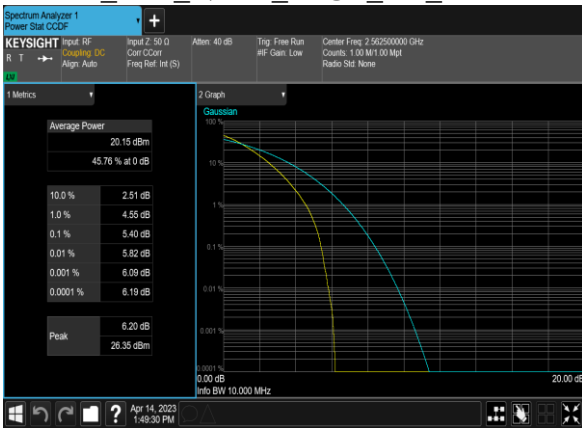 Spectrum Analyzer 1
Power Stat CCDF
KEYSIGHT
R T
LW
Input: RF
Coupling: DC
Align: Auto
Input Z: 50 Ω
Corr CCorr
Freq Ref: Int (S)
Atten: 40 dB
Trig: Free Run
#IF Gain: Low
Center Freq: 2.562500000 GHz
Counts: 1.00 M/1.00 Mpt
Radio Std: None
1 Metrics
Average Power
20.15 dBm
45.76 % at 0 dB
10.0 % 2.51 dB
1.0 % 4.55 dB
0.1 % 5.40 dB
0.01 % 5.82 dB
0.001 % 6.09 dB
0.0001 % 6.19 dB
Peak
6.20 dB
26.35 dBm
2 Graph
Gaussian
100 %
10 %
1 %
0.1 %
0.01 %
0.001 %
0.0001 %
0.00 dB
20.00 dB
Info BW 10.000 MHz
?
Apr 14, 2023
1:49:30 PM